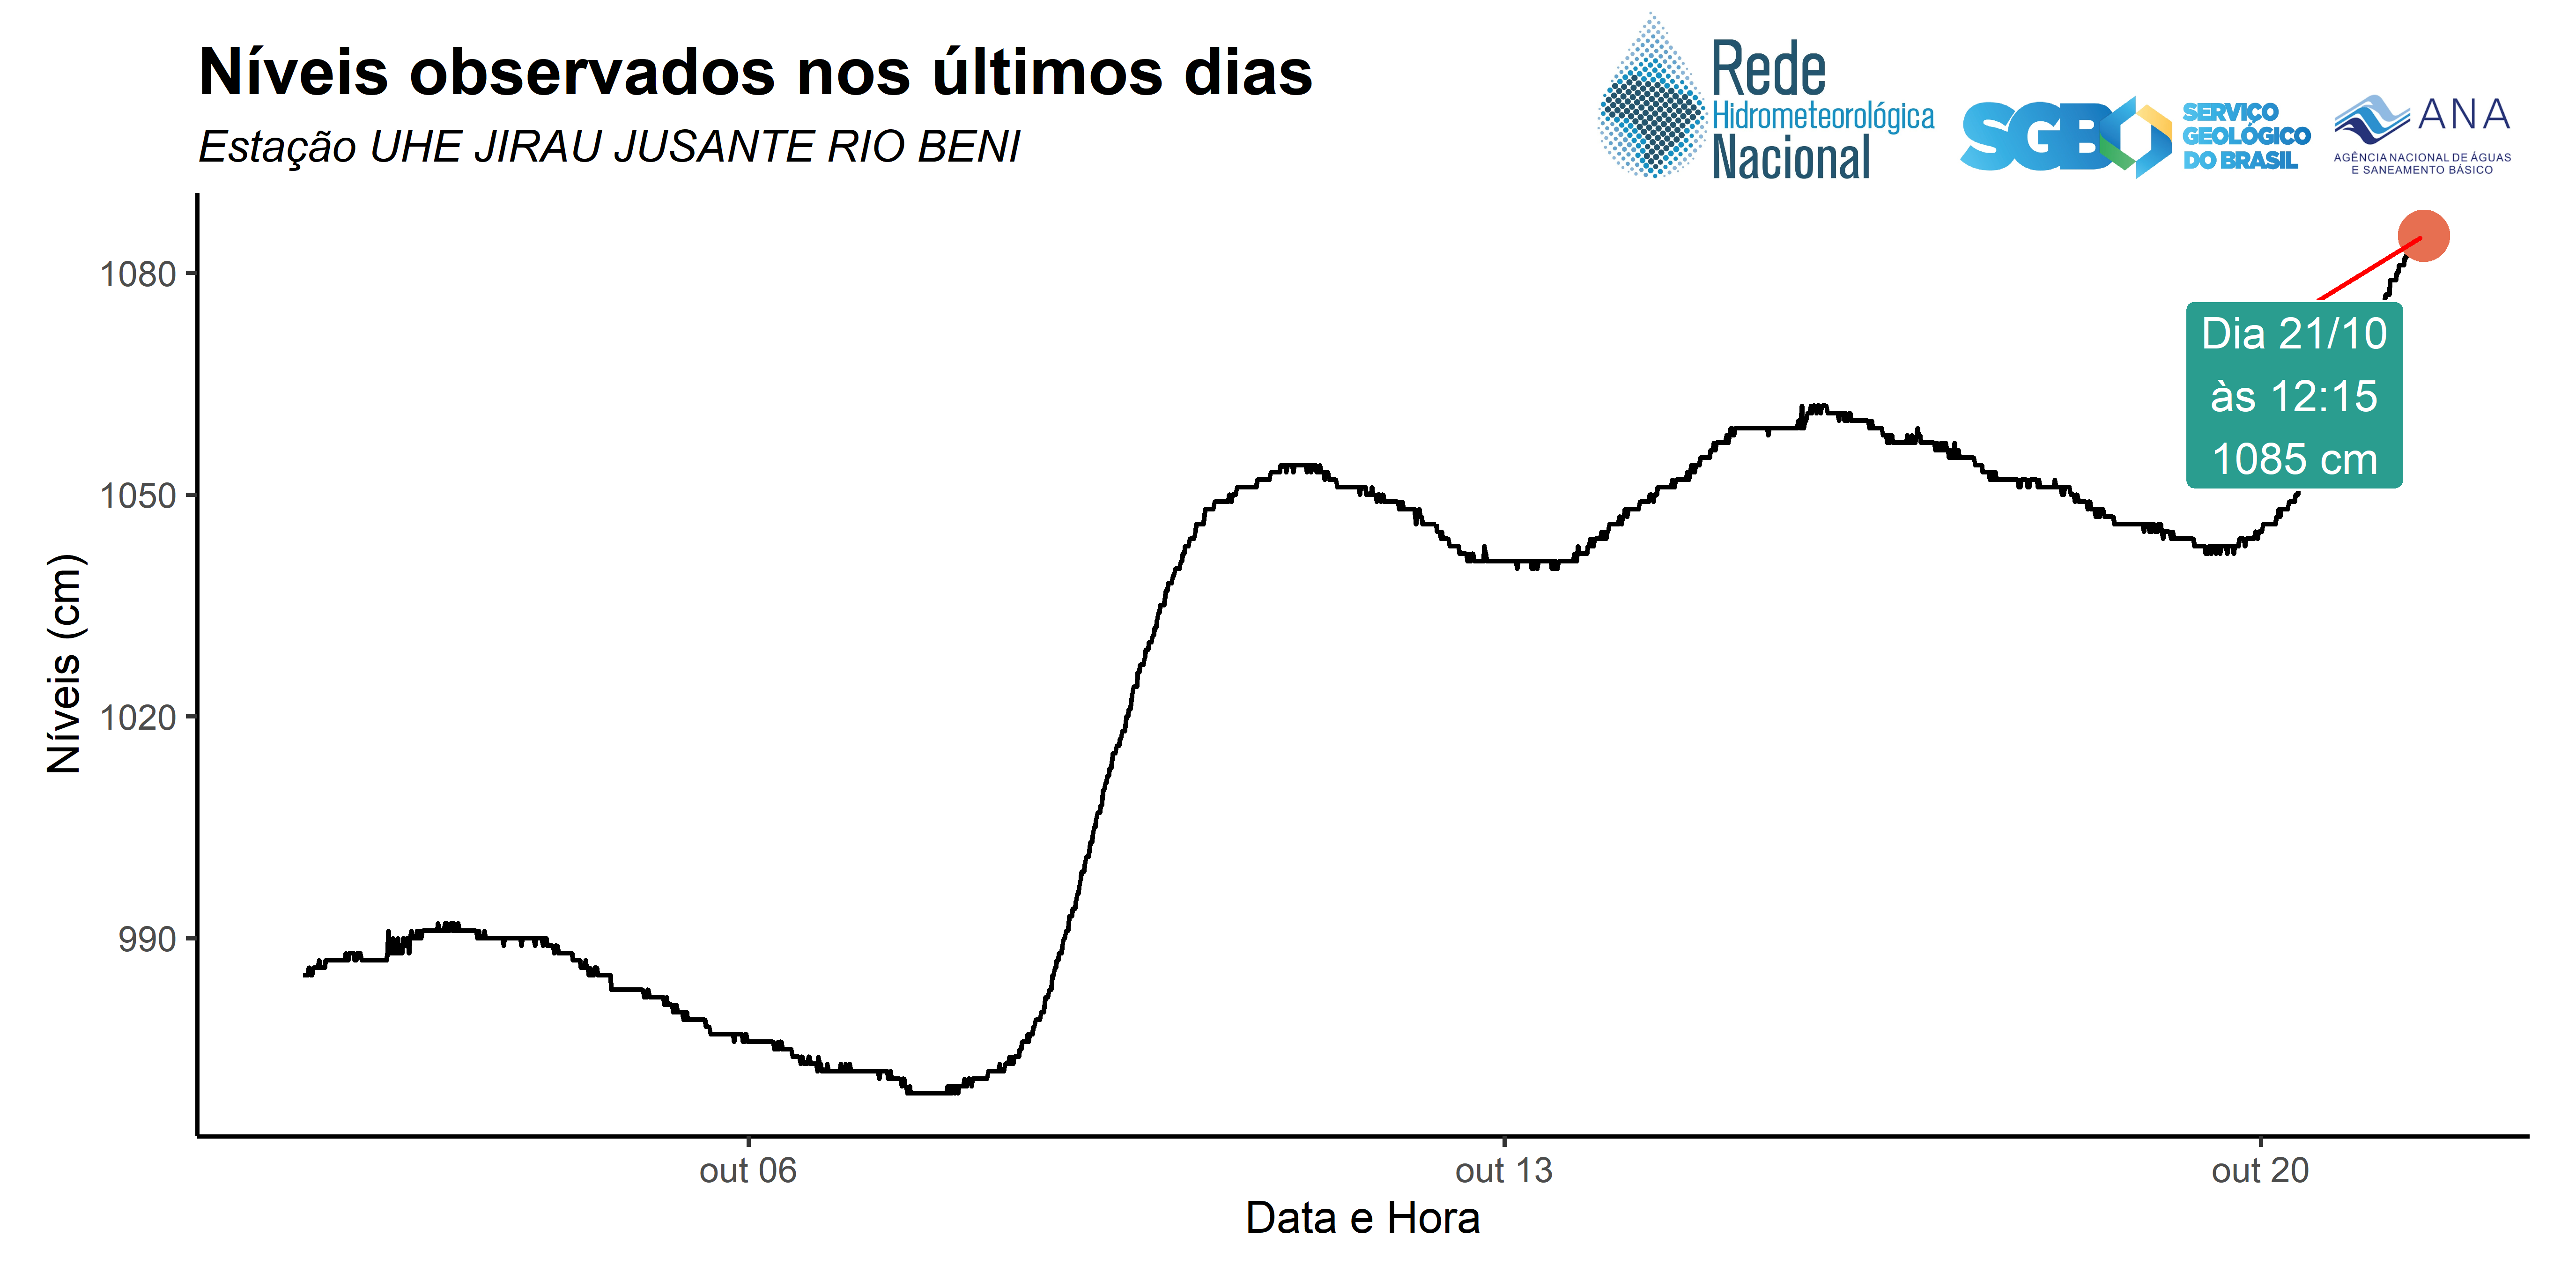 Níveis observados nos últimos dias
Estação UHE JIRAU JUSANTE RIO BENI
Rede
Hidrometeorológica
Nacional
SGB
SERVIÇO
GEOLÓGICO
DO BRASIL
ANA
AGÊNCIA NACIONAL DE ÁGUAS
E SANEAMENTO BÁSICO
Níveis (cm)
1080
1050
1020
990
Dia 21/10
às 12:15
1085 cm
out 06
out 13
out 20
Data e Hora